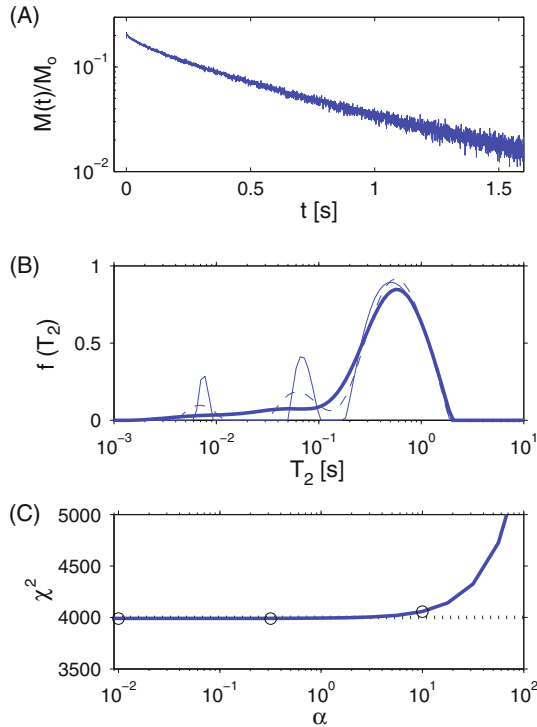 (A)
M(t)/M_o
10^-1
10^-2
0 0.5 1 1.5
t [s]
(B)
f (T_2)
1
0.5
0
10^-3 10^-2 10^-1 10^0 10^1
T_2 [s]
(C)
χ^2
5000
4500
4000
3500
10^-2 10^-1 10^0 10^1 10^2
α